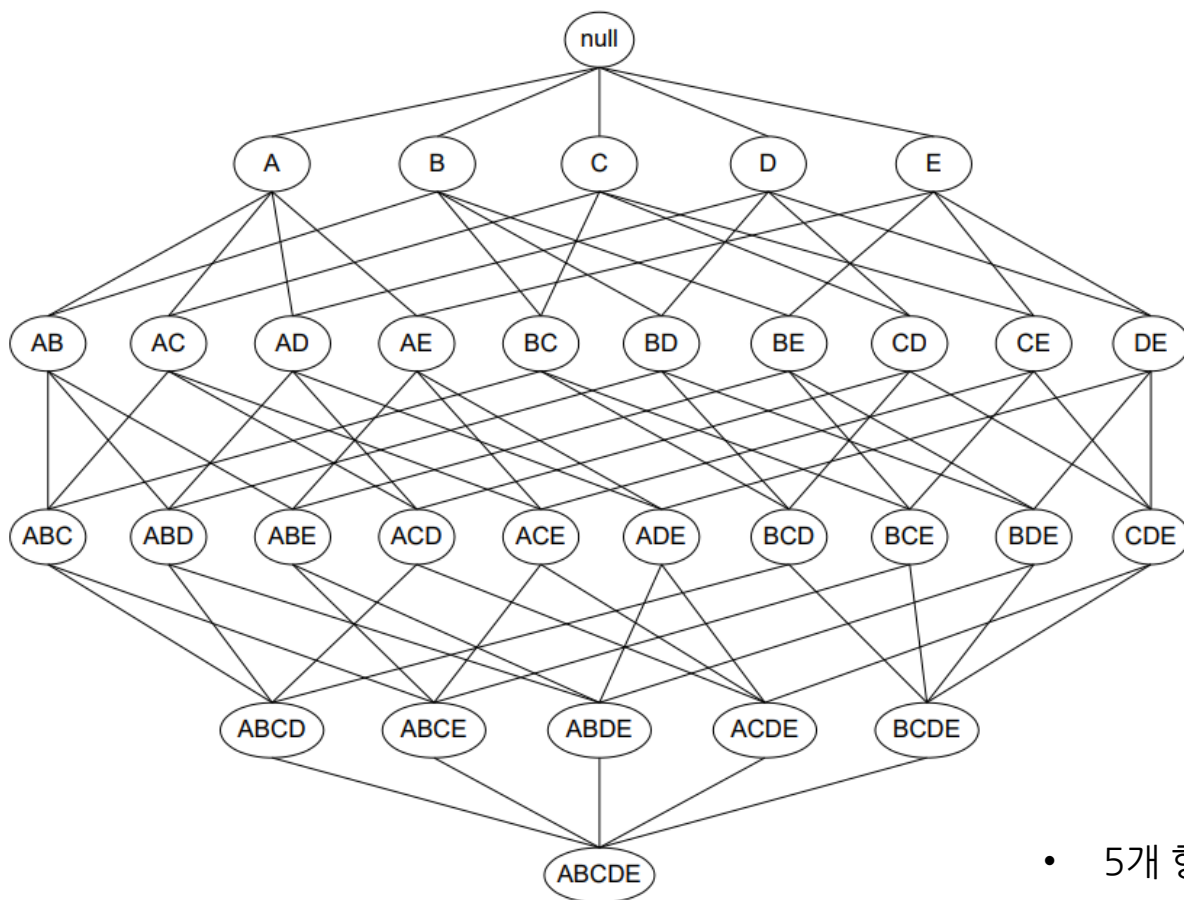 null
A B C D E
AB AC AD AE BC BD BE CD CE DE
ABC ABD ABE ACD ACE ADE BCD BCE BDE CDE
ABCD ABCE ABDE ACDE BCDE
ABCDE
• 5개